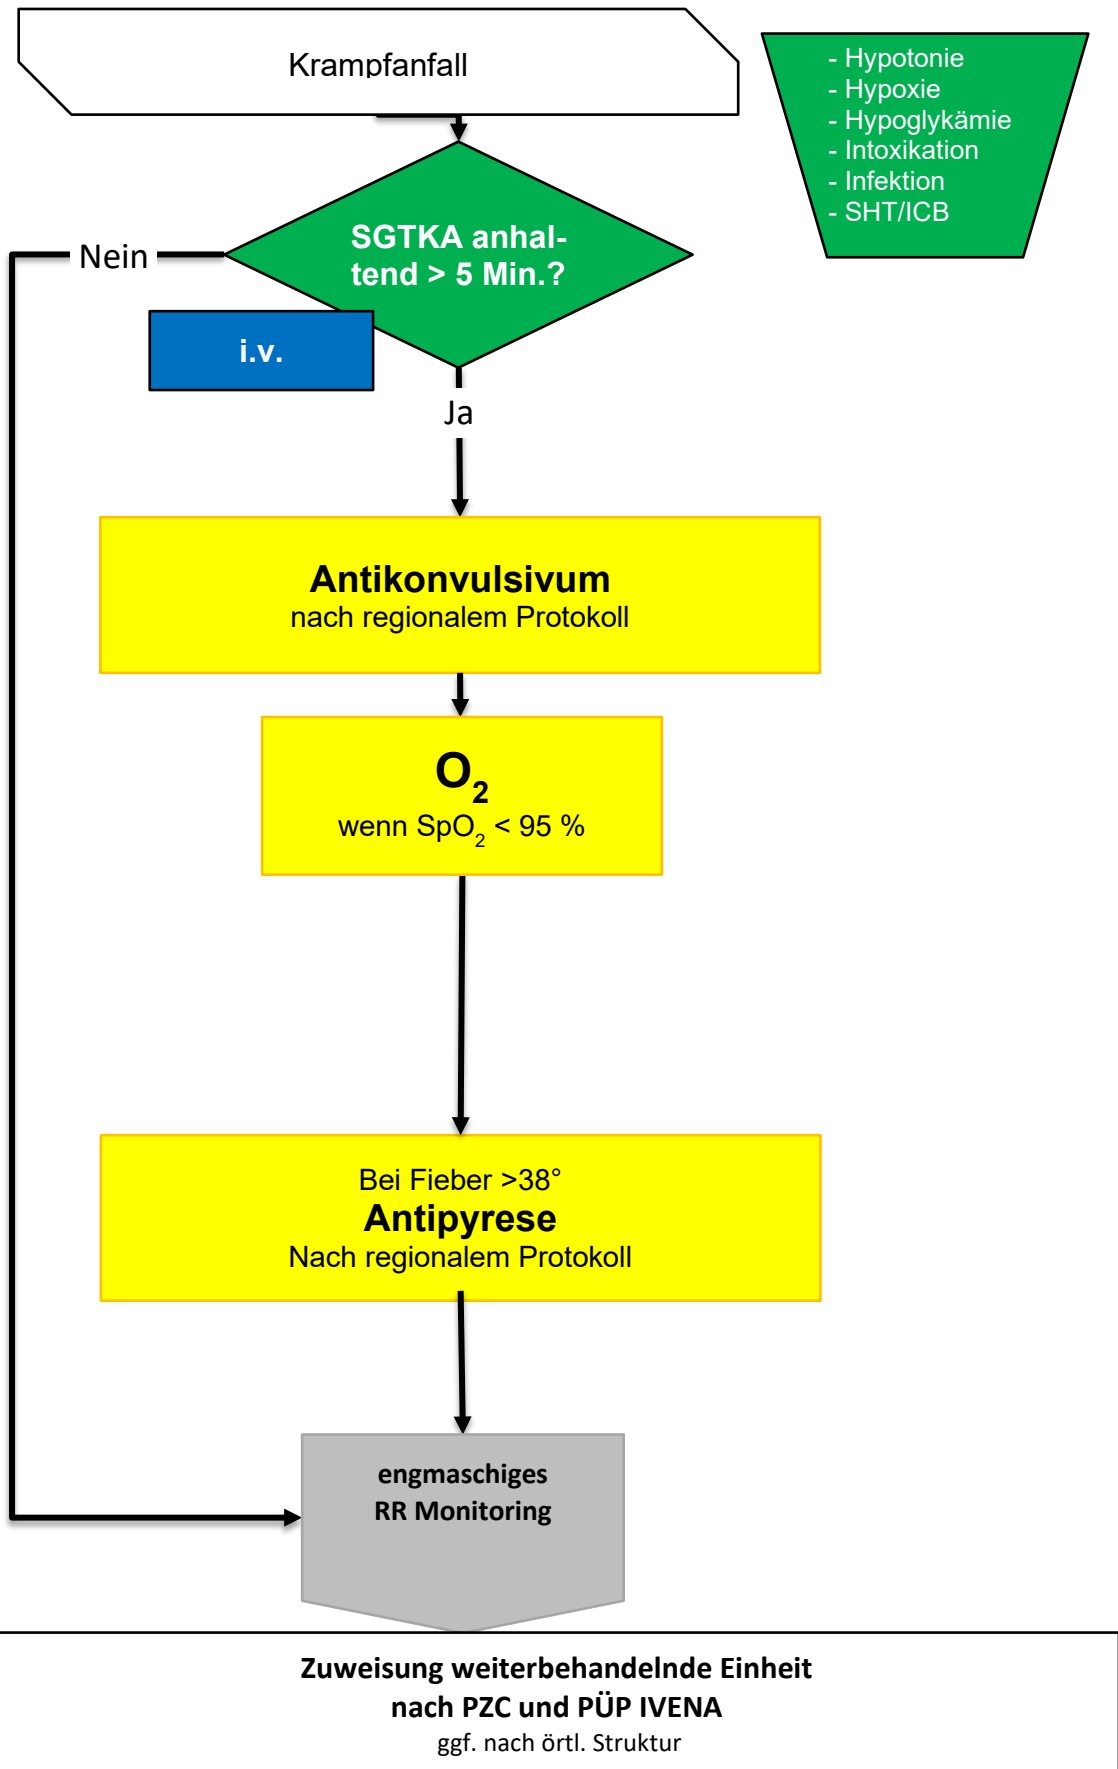 Krampfanfall
- Hypotonie
- Hypoxie
- Hypoglykämie
- Intoxikation
- Infektion
- SHT/ICB
SGTKA anhal-
tend > 5 Min.?
Nein
i.v.
Ja
Antikonvulsivum
nach regionalem Protokoll
O₂
wenn SpO₂ < 95 %
Bei Fieber >38°
Antipyrese
Nach regionalem Protokoll
engmaschiges
RR Monitoring
Zuweisung weiterbehandelnde Einheit
nach PZC und PÜP IVENA
ggf. nach örtl. Struktur